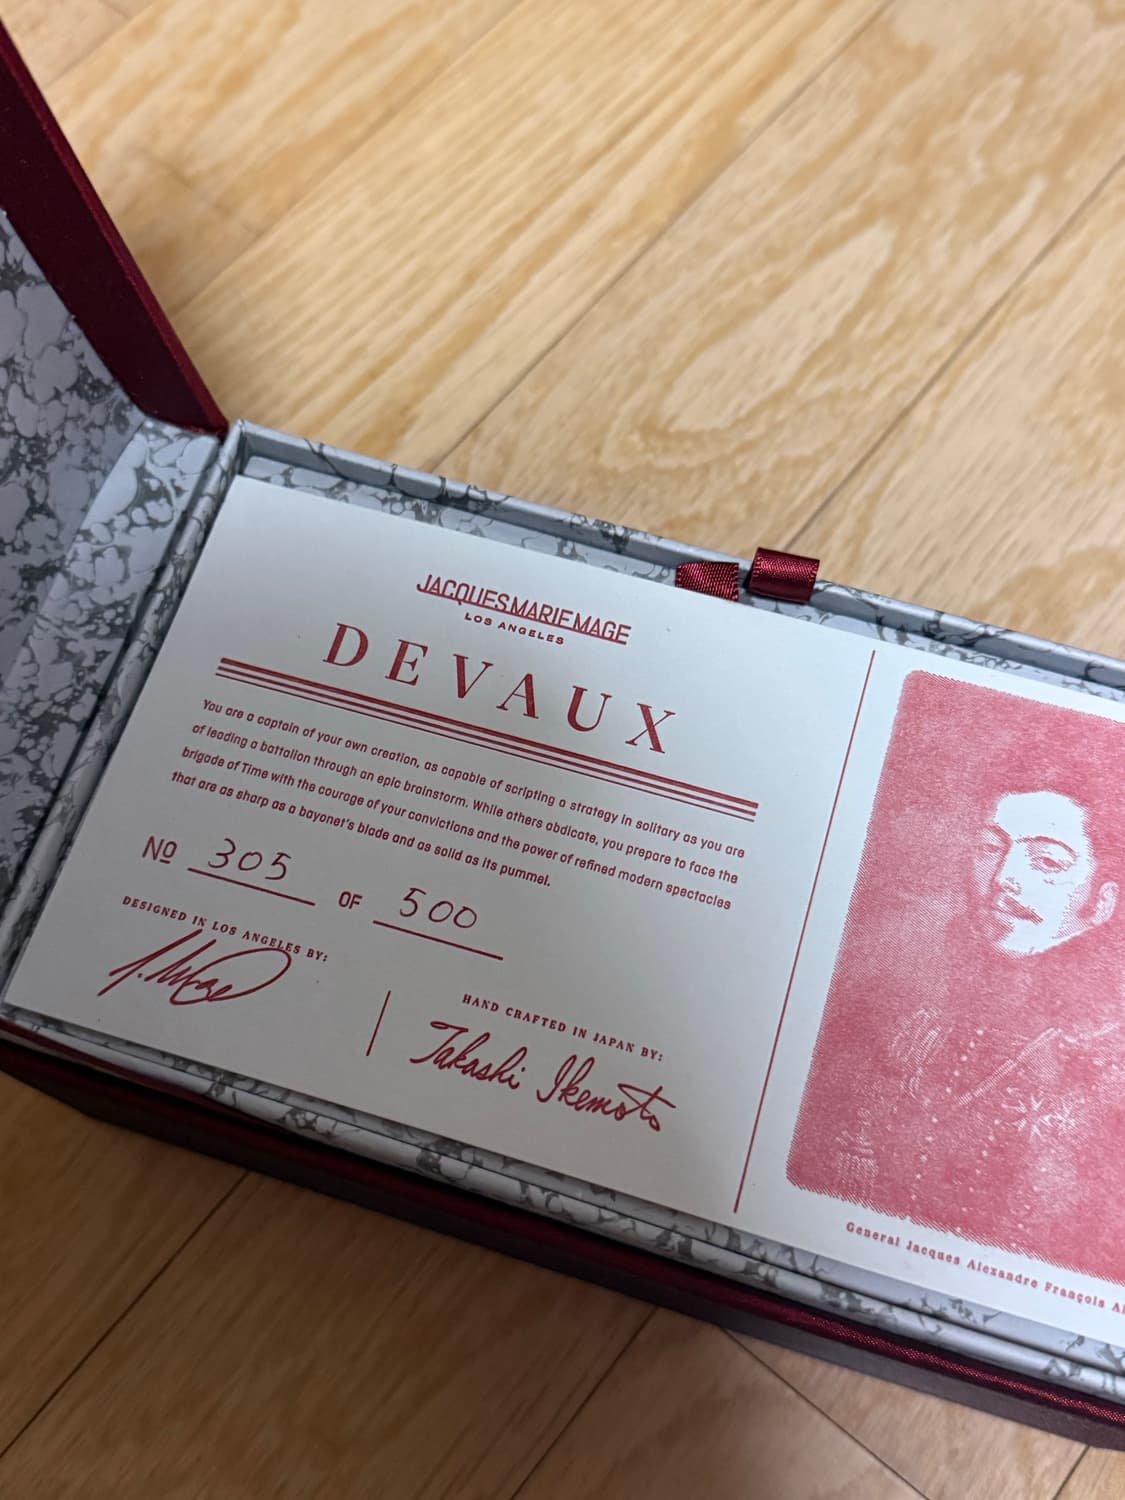 JACQUES MARIE MAGE
LOS ANGELES
DEVAUX
You are a captain of your own creation, as capable of scripting a strategy in solitary as you are
of leading a battalion through an epic brainstorm. While others abdicate, you prepare to face the
brigade of Time with the courage of your convictions and the power of refined modern spectacles
that are as sharp as a bayonet's blade and as solid as its pummel.
Nº 305 OF 500
DESIGNED IN LOS ANGELES BY:
J. M. Mage
HAND CRAFTED IN JAPAN BY:
Takashi Ikemoto
General Jacques Alexandre François